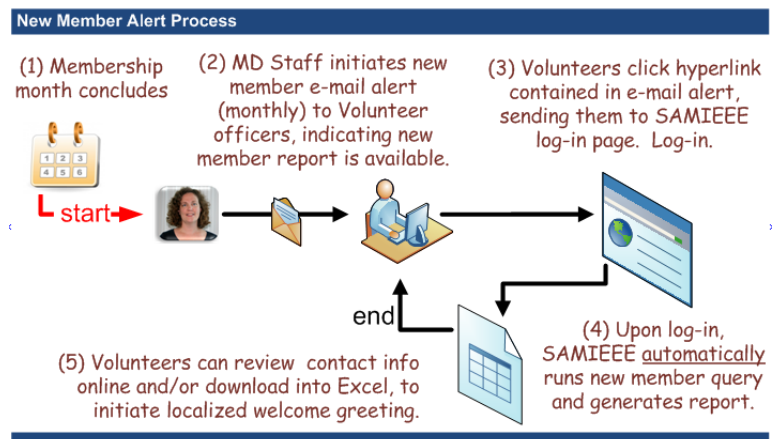 New Member Alert Process
(1) Membership
month concludes
(2) MD Staff initiates new
member e-mail alert
(monthly) to Volunteer
officers, indicating new
member report is available.
(3) Volunteers click hyperlink
contained in e-mail alert,
sending them to SAMIEEE
log-in page. Log-in.
1 2 3
4 5 6
start
end
(4) Upon log-in,
SAMIEEE automatically
runs new member query
and generates report.
(5) Volunteers can review contact info
online and/or download into Excel, to
initiate localized welcome greeting.